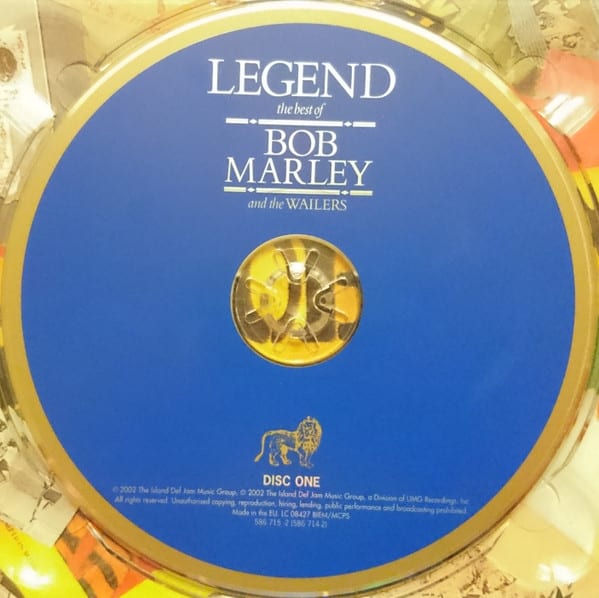 LEGEND
the best of
BOB
MARLEY
and the WAILERS
DISC ONE
℗ 2002 The Island Def Jam Music Group. © 2002 The Island Def Jam Music Group, a Division of UMG Recordings, Inc.
All rights reserved. Unauthorised copying, reproduction, hiring, lending, public performance and broadcasting prohibited.
Made in the EU. LC 08427 BIEM/MCPS
586 715 -2 (586 714-2)